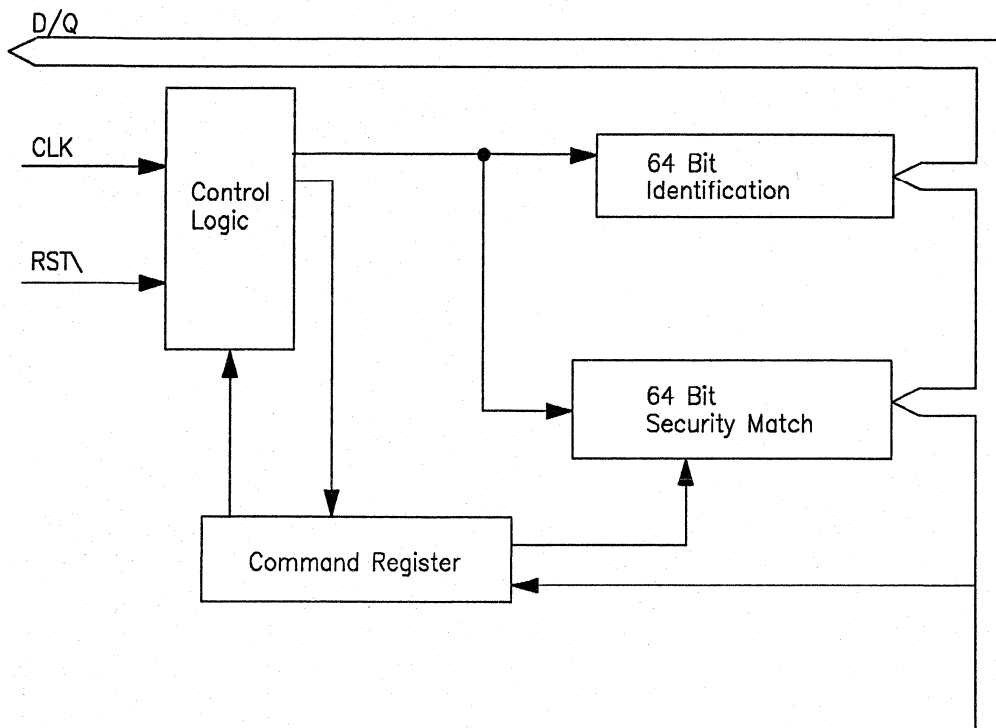 D/Q
CLK
RST\
Control
Logic
64 Bit
Identification
64 Bit
Security Match
Command Register